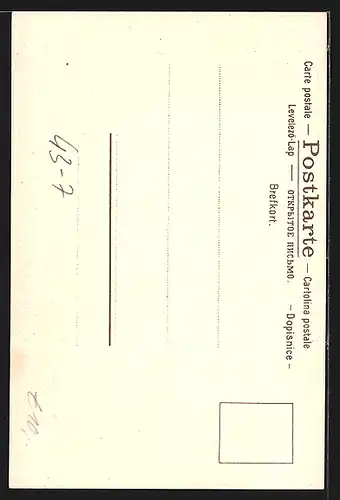 Carte postale — Postkarte — Cartolina postale
Levelező-Lap — открытое письмо. – Dopisnice –
Brefkort.
43-7